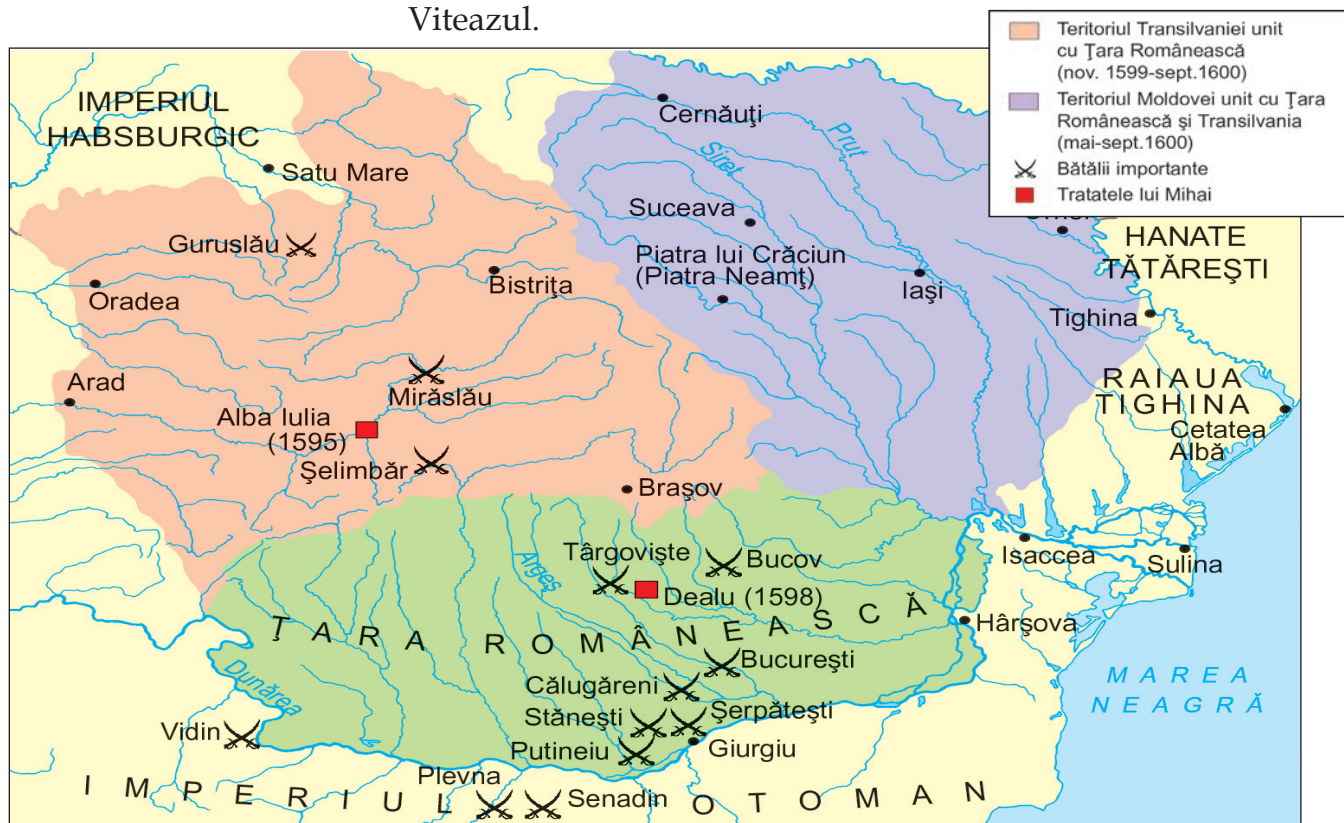 Viteazul.
Teritoriul Transilvaniei unit
cu Ţara Românească
(nov. 1599-sept.1600)
Teritoriul Moldovei unit cu Ţara
Românească şi Transilvania
(mai-sept.1600)
Bătălii importante
Tratatele lui Mihai
IMPERIUL
HABSBURGIC
Satu Mare
Cernăuţi
Prut
Siret
Suceava
Guruslău
Piatra lui Crăciun
(Piatra Neamţ)
HANATE
TĂTĂREŞTI
Oradea
Bistriţa
Iaşi
Tighina
Arad
Mirăslău
RAIAUA
TIGHINA
Alba Iulia
(1595)
Cetatea
Albă
Şelimbăr
Braşov
Târgovişte
Bucov
Isaccea
Sulina
Argeş
Dealu (1598)
ŢARA ROMÂNEASCĂ
Hârşova
Bucureşti
MAREA
NEAGRĂ
Dunărea
Călugăreni
Stăneşti
Şerpăteşti
Vidin
Putineiu
Giurgiu
Plevna
Senadin
IMPERIUL OTOMAN